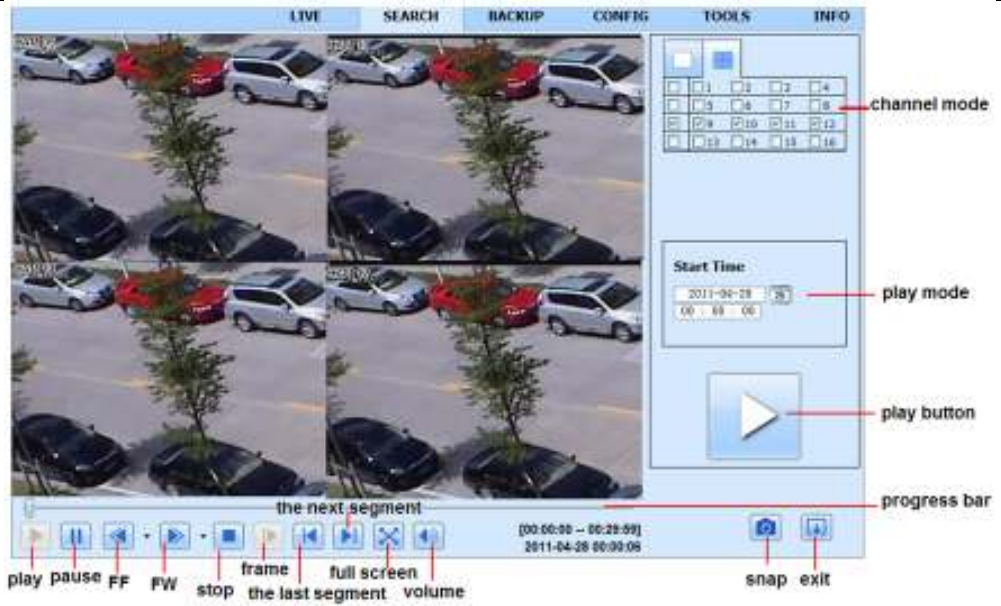 LIVE SEARCH BACKUP CONFIG TOOLS INFO
1 2 3 4
5 6 7 8
9 10 11 12
13 14 15 16
channel mode
Start Time
2011-04-28
00 : 00 : 00
play mode
play button
progress bar
the next segment
[00:00:00 -- 00:29:59]
2011-04-28 00:00:06
play pause FF FW stop frame the last segment full screen volume snap exit